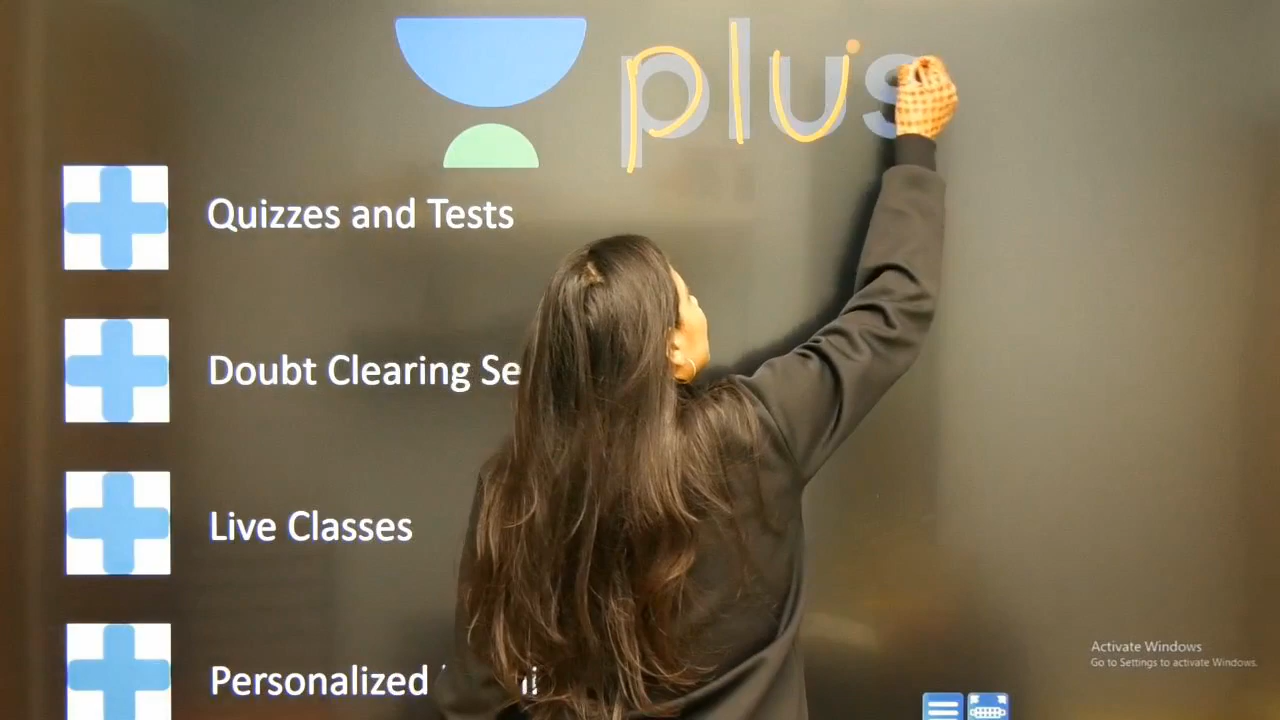 plus
Quizzes and Tests
Doubt Clearing Se
Live Classes
Personalized
Activate Windows
Go to Settings to activate Windows.